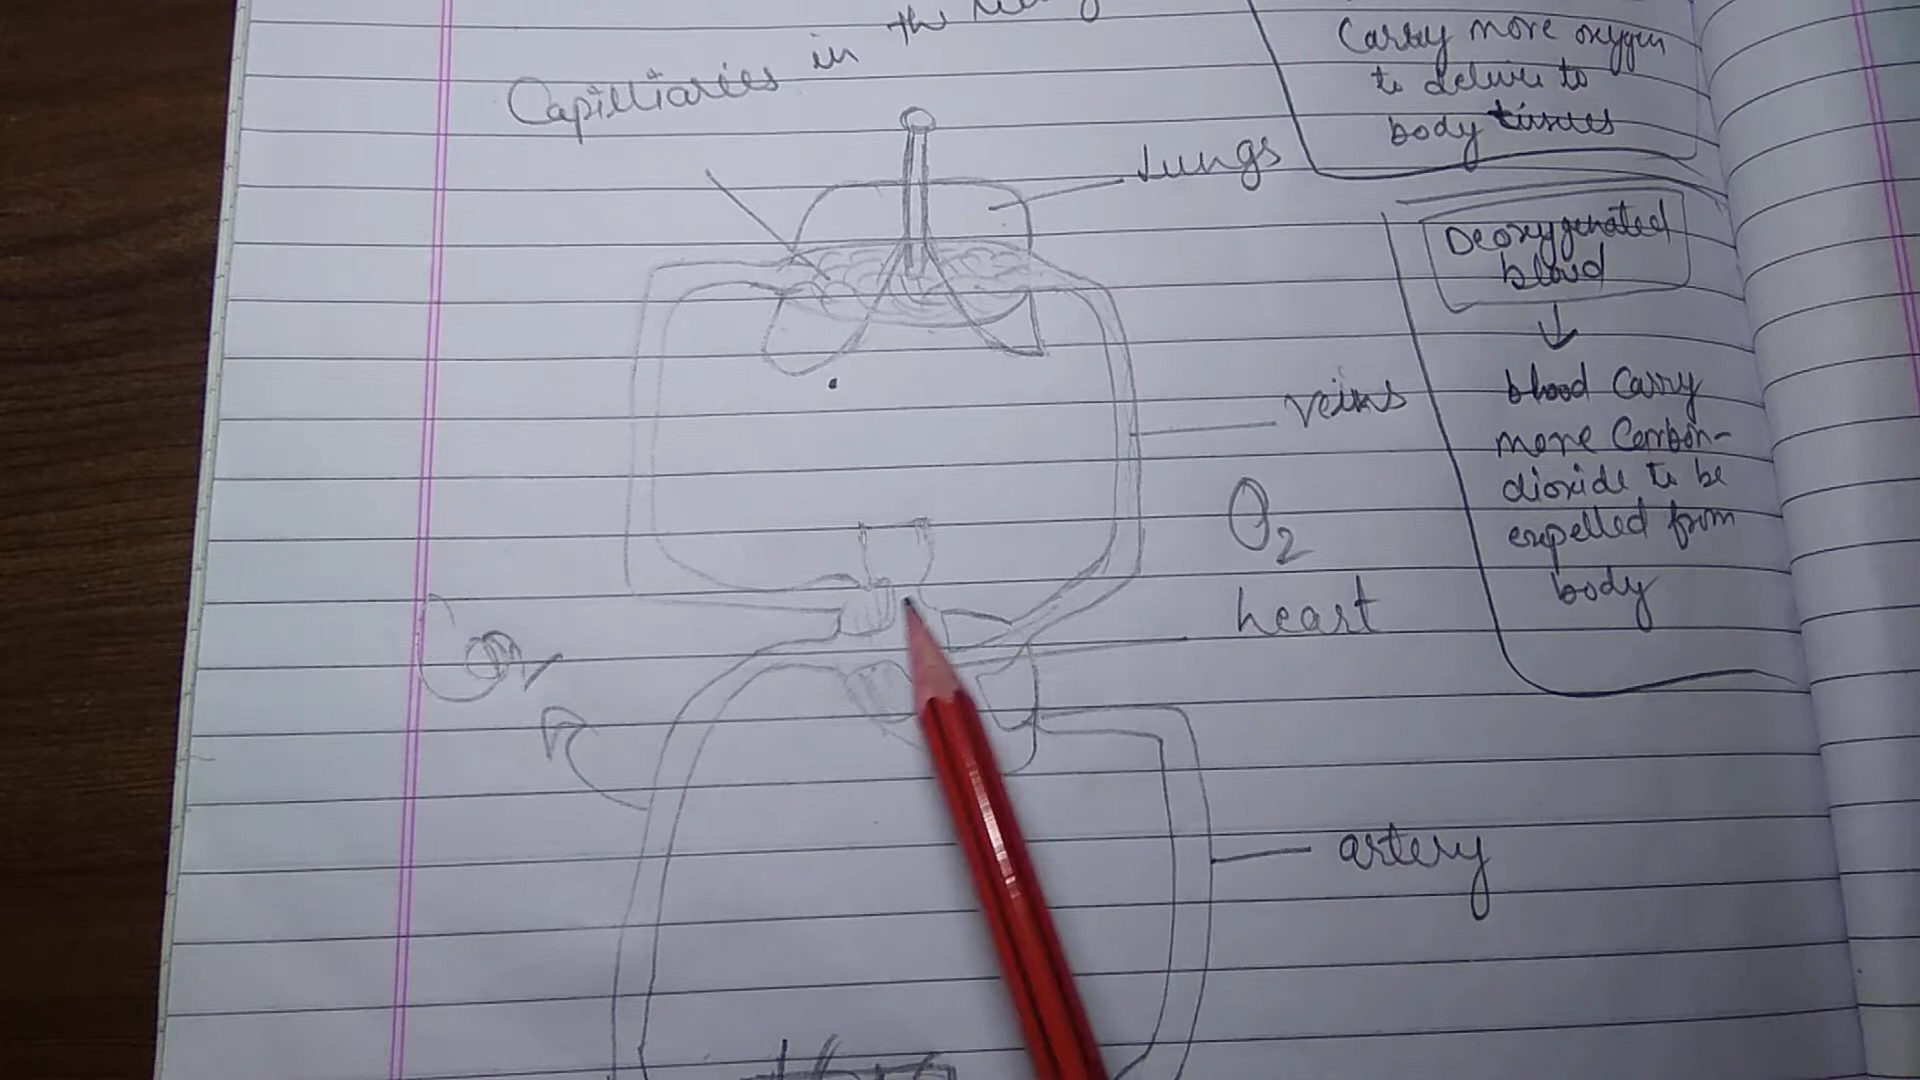 Capilliaries in the
Carry more oxygen
to deliver to
body tissues
Lungs
Deoxygenated
blood
veins
blood Carry
more Carbon-
dioxide to be
expelled from
body
O2
heart
artery